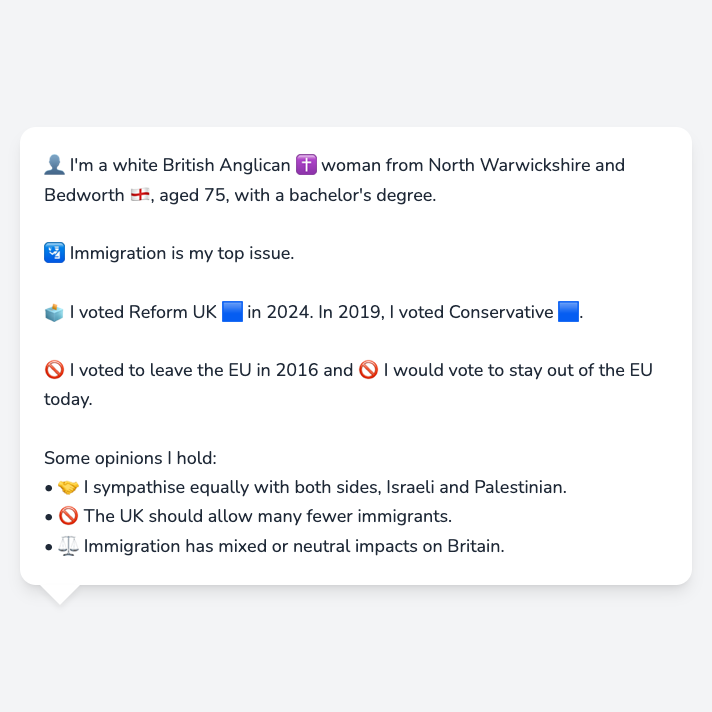 👤 I'm a white British Anglican ✝️ woman from North Warwickshire and
Bedworth 🏴󠁧󠁢󠁥󠁮󠁧󠁿, aged 75, with a bachelor's degree.
🛂 Immigration is my top issue.
🗳️ I voted Reform UK 🟦 in 2024. In 2019, I voted Conservative 🟦.
🚫 I voted to leave the EU in 2016 and 🚫 I would vote to stay out of the EU
today.
Some opinions I hold:
• 🤝 I sympathise equally with both sides, Israeli and Palestinian.
• 🚫 The UK should allow many fewer immigrants.
• ⚖️ Immigration has mixed or neutral impacts on Britain.